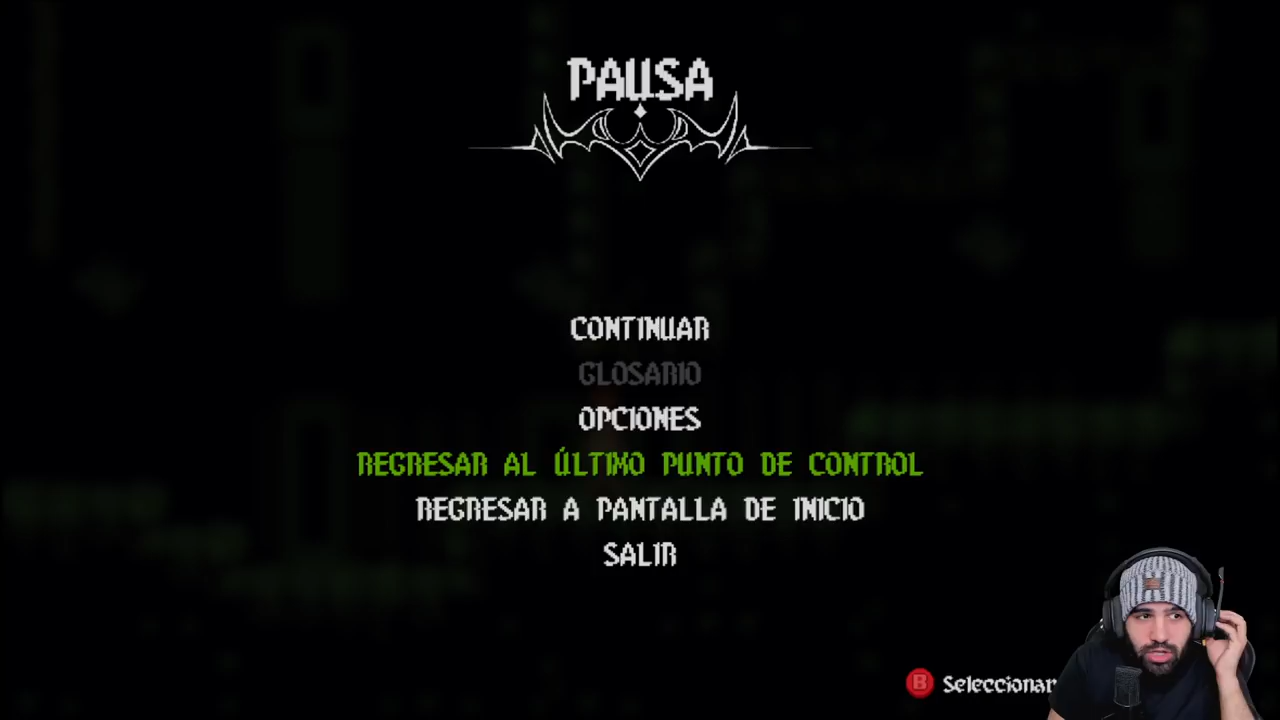 PAUSA
CONTINUAR
GLOSARIO
OPCIONES
REGRESAR AL ÚLTIMO PUNTO DE CONTROL
REGRESAR A PANTALLA DE INICIO
SALIR
B Seleccionar